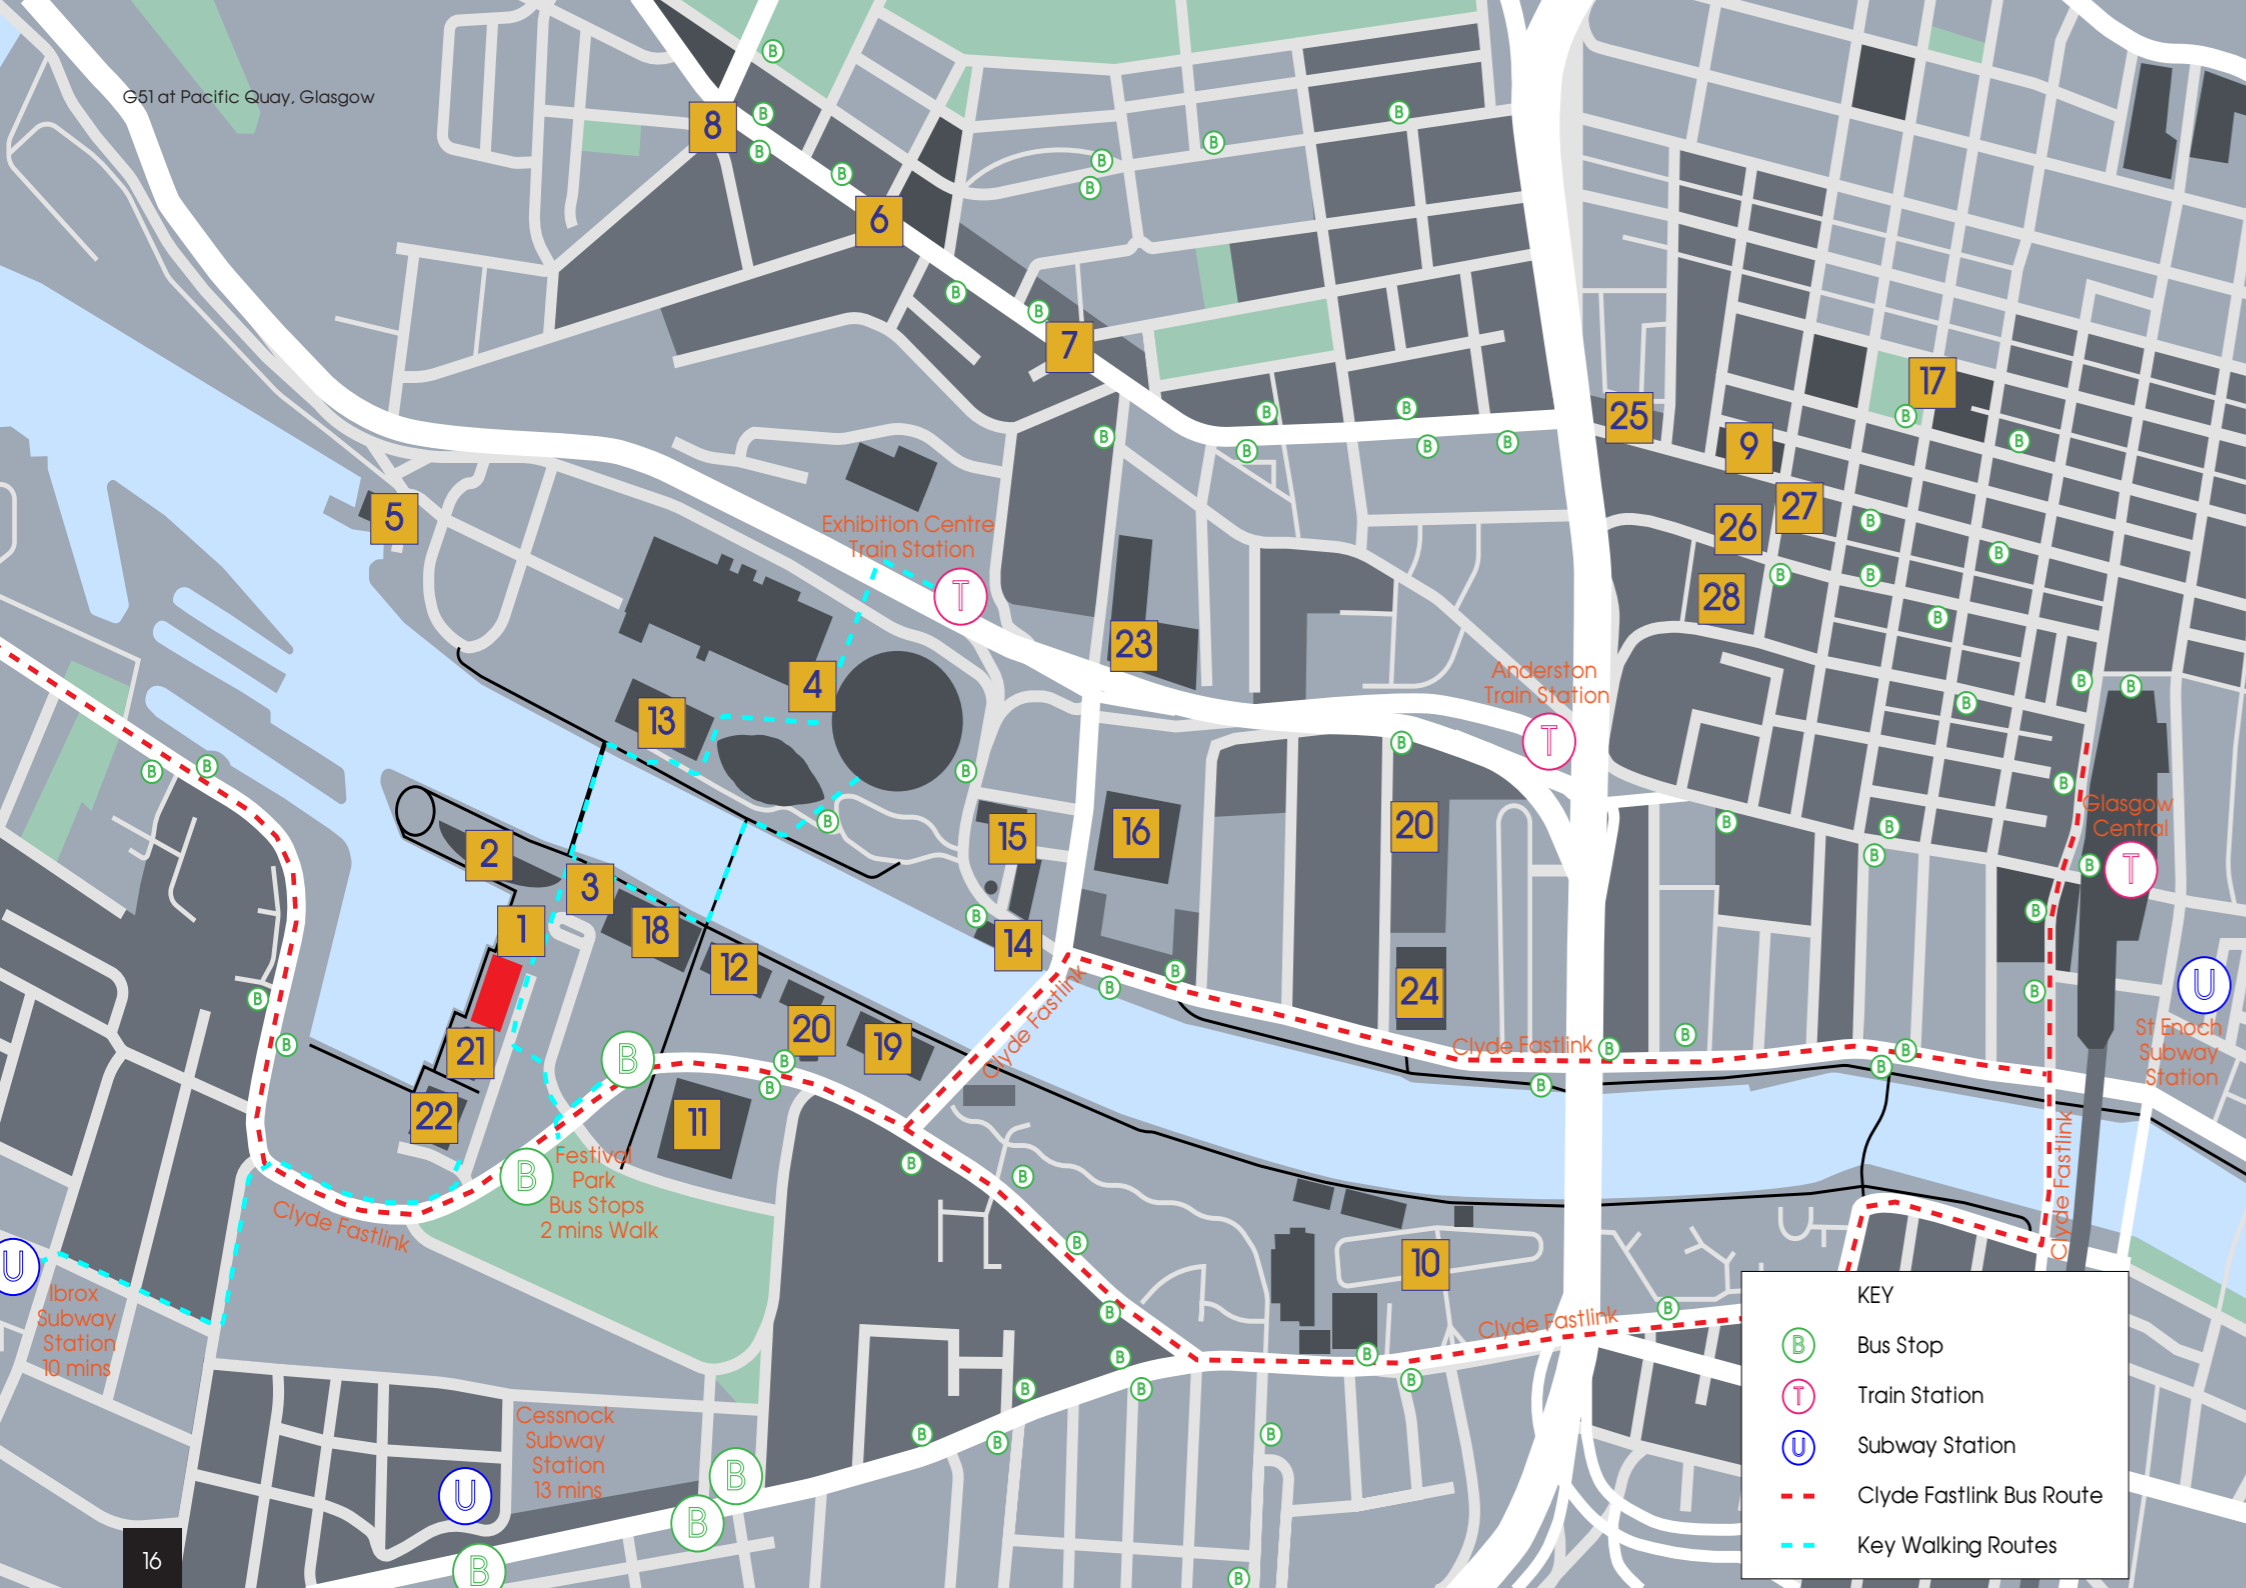 G51 at Pacific Quay, Glasgow
B
8
B
B
B
B
B
B
B
B
6
B
B
7
17
B
B
25
B
B
B
9
B
B
B
27
5
Exhibition Centre
Train Station
26
B
B
B
B
T
28
B
23
Anderston
Train Station
4
B
B
B
13
T
B
B
B
B
B
Glasgow
Central
B
15
16
20
B
B
B
2
B
T
3
B
B
1
18
14
12
B
B
B
24
U
B
Clyde Fastlink
St Enoch
Subway
Station
20
B
19
B
21
B
B
Clyde Fastlink
B
B
B
B
B
B
22
11
Festival
Park
Bus Stops
2 mins Walk
B
B
B
Clyde Fastlink
Clyde Fastlink
B
10
U
Ibrox
Subway
Station
10 mins
B
B
Clyde Fastlink
B
B
B
B
B
B
Cessnock
Subway
Station
13 mins
B
B
B
B
U
B
B
B
16
KEY
B Bus Stop
T Train Station
U Subway Station
Clyde Fastlink Bus Route
Key Walking Routes